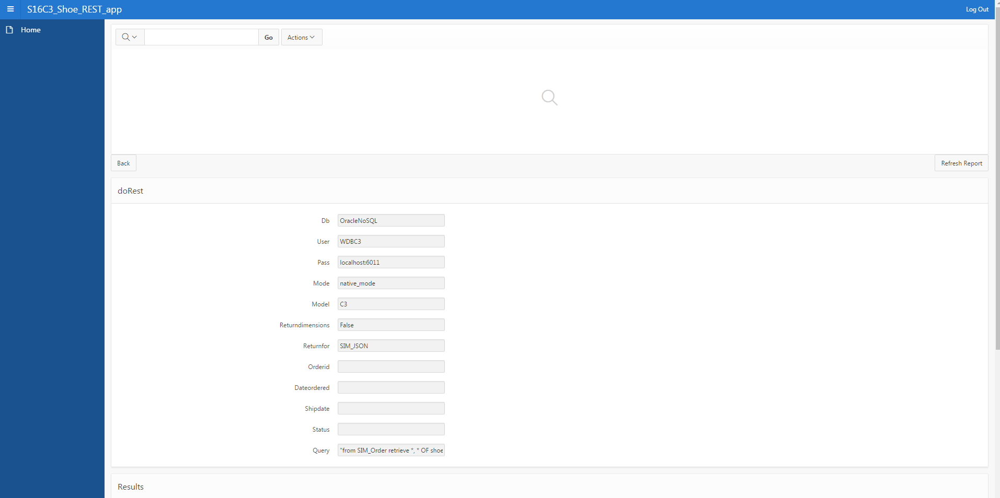 S16C3_Shoe_REST_app
Log Out
Home
Go
Actions
Back
Refresh Report
doRest
Db OracleNoSQL
User WDBC3
Pass localhost:6011
Mode native_mode
Model C3
Returndimensions False
Returnfor SIM_JSON
Orderid
Dateordered
Shipdate
Status
Query "from SIM_Order retrieve *, * OF shoe
Results